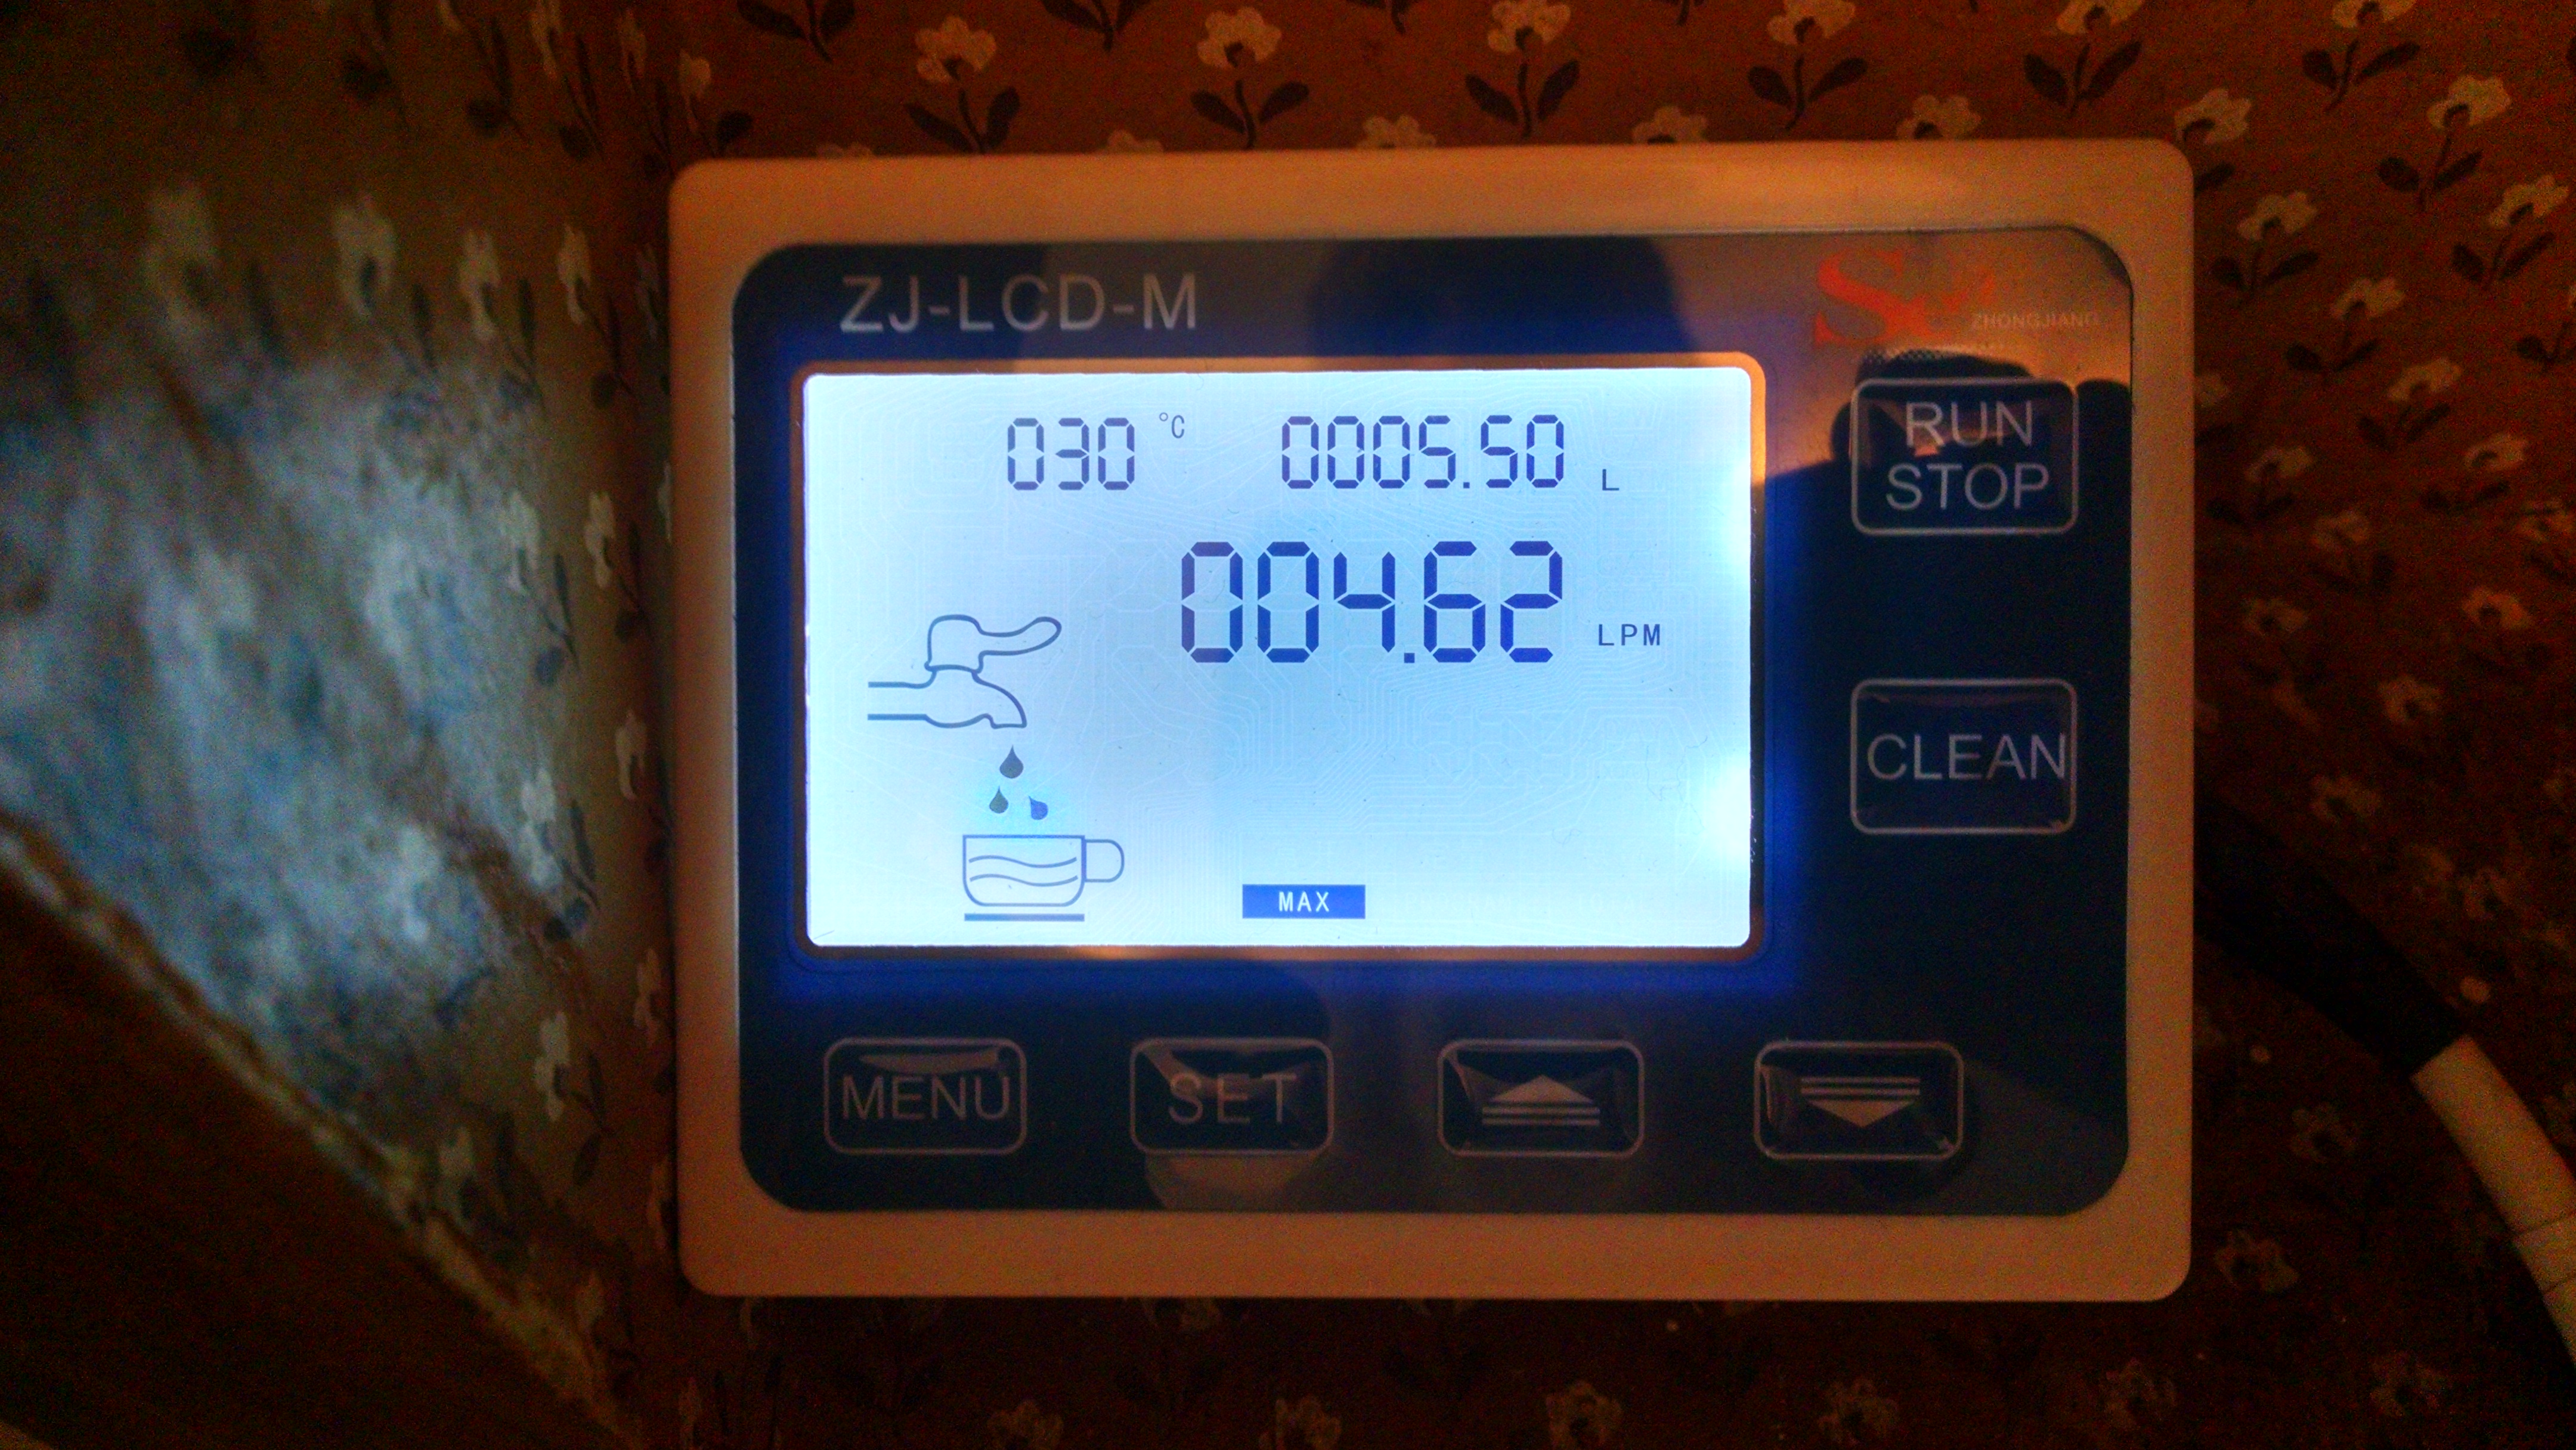 ZJ-LCD-M
ZHONGJIANG
030 °C 0005.50 L
004.62 LPM
MAX
RUN
STOP
CLEAN
MENU
SET